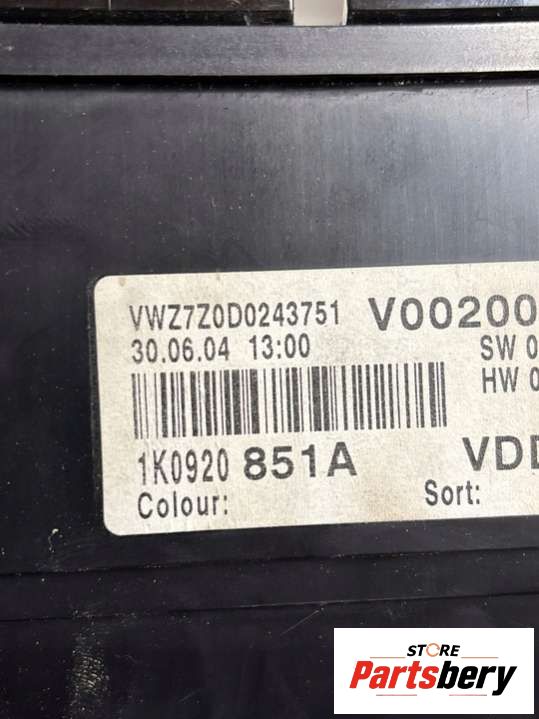 VWZ7Z0D0243751 V00200
30.06.04 13:00 SW 0
HW 0
1K0920 851A VDD
Colour: Sort:
STORE
Partsbery